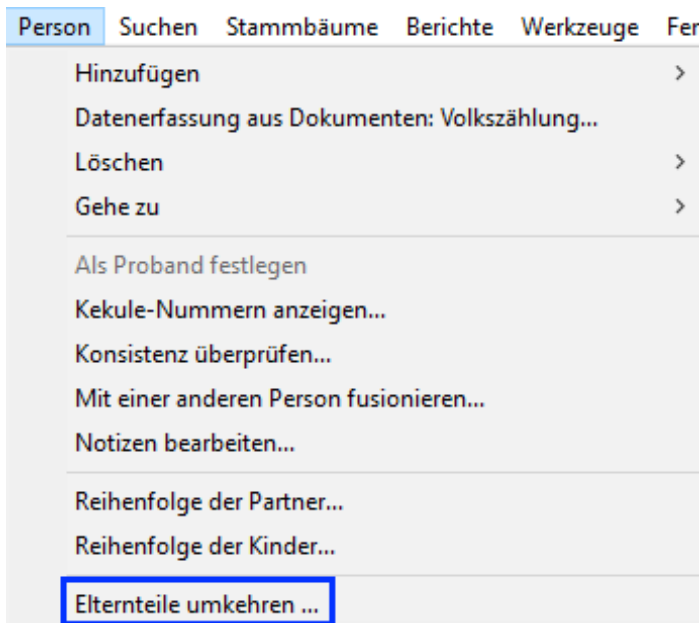 Person Suchen Stammbäume Berichte Werkzeuge
Hinzufügen
Datenerfassung aus Dokumenten: Volkszählung...
Löschen
Gehe zu
Als Proband festlegen
Kekule-Nummern anzeigen...
Konsistenz überprüfen...
Mit einer anderen Person fusionieren...
Notizen bearbeiten...
Reihenfolge der Partner...
Reihenfolge der Kinder...
Elternteile umkehren ...